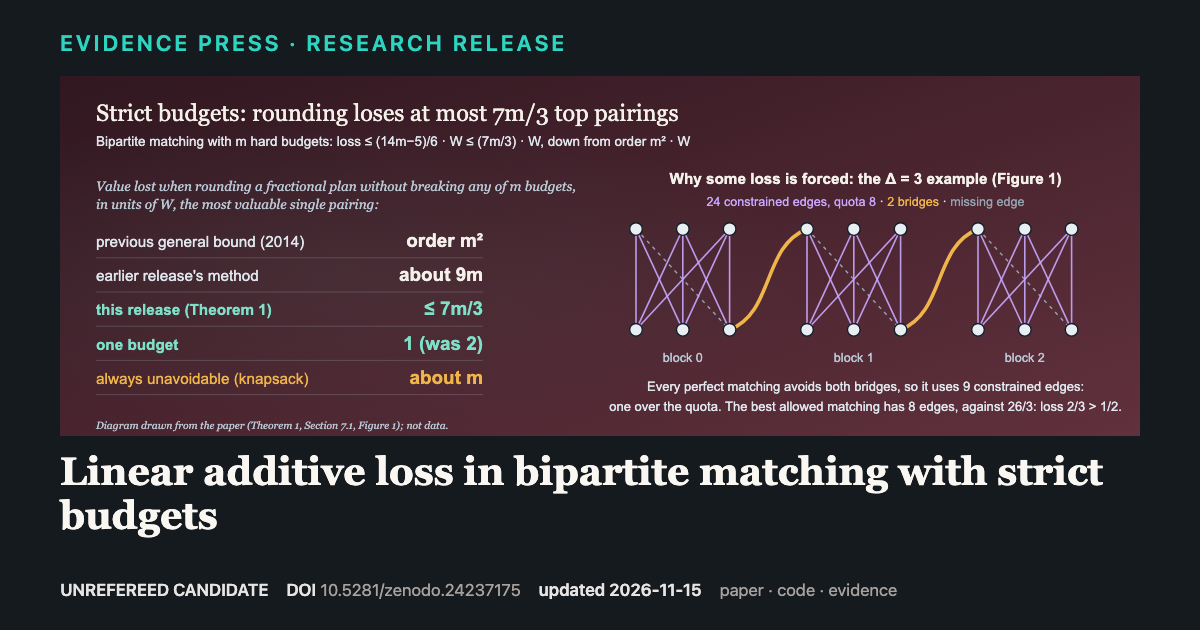 EVIDENCE PRESS · RESEARCH RELEASE
Strict budgets: rounding loses at most 7m/3 top pairings
Bipartite matching with m hard budgets: loss ≤ (14m−5)/6 · W ≤ (7m/3) · W, down from order m² · W
Value lost when rounding a fractional plan without breaking any of m budgets,
in units of W, the most valuable single pairing:
previous general bound (2014) order m²
earlier release's method about 9m
this release (Theorem 1) ≤ 7m/3
one budget 1 (was 2)
always unavoidable (knapsack) about m
Diagram drawn from the paper (Theorem 1, Section 7.1, Figure 1); not data.
Why some loss is forced: the Δ = 3 example (Figure 1)
24 constrained edges, quota 8 · 2 bridges · missing edge
block 0 block 1 block 2
Every perfect matching avoids both bridges, so it uses 9 constrained edges:
one over the quota. The best allowed matching has 8 edges, against 26/3: loss 2/3 > 1/2.
Linear additive loss in bipartite matching with strict
budgets
UNREFEREED CANDIDATE DOI 10.5281/zenodo.24237175 updated 2026-11-15 paper · code · evidence